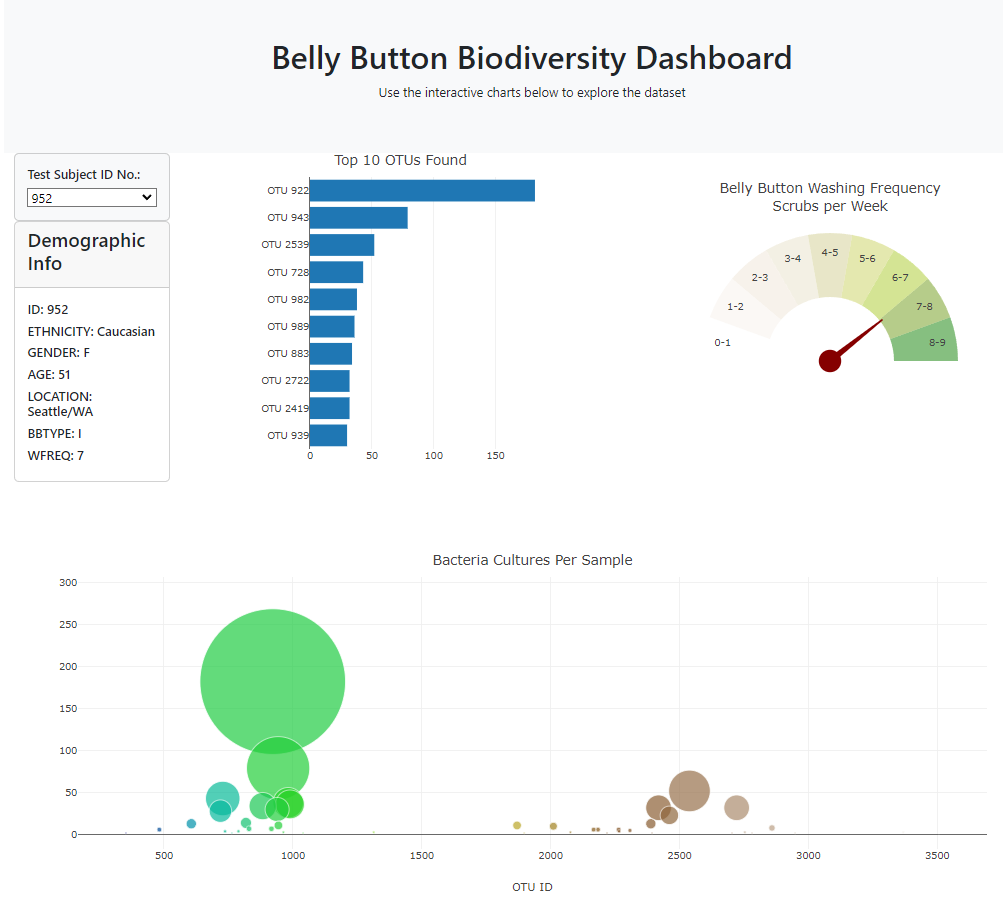 Belly Button Biodiversity Dashboard
Use the interactive charts below to explore the dataset
Test Subject ID No.:
952
Demographic
Info
ID: 952
ETHNICITY: Caucasian
GENDER: F
AGE: 51
LOCATION:
Seattle/WA
BBTYPE: I
WFREQ: 7
Top 10 OTUs Found
OTU 922
OTU 943
OTU 2539
OTU 728
OTU 982
OTU 989
OTU 883
OTU 2722
OTU 2419
OTU 939
0 50 100 150
Belly Button Washing Frequency
Scrubs per Week
0-1
1-2
2-3
3-4
4-5
5-6
6-7
7-8
8-9
Bacteria Cultures Per Sample
300
250
200
150
100
50
0
500 1000 1500 2000 2500 3000 3500
OTU ID